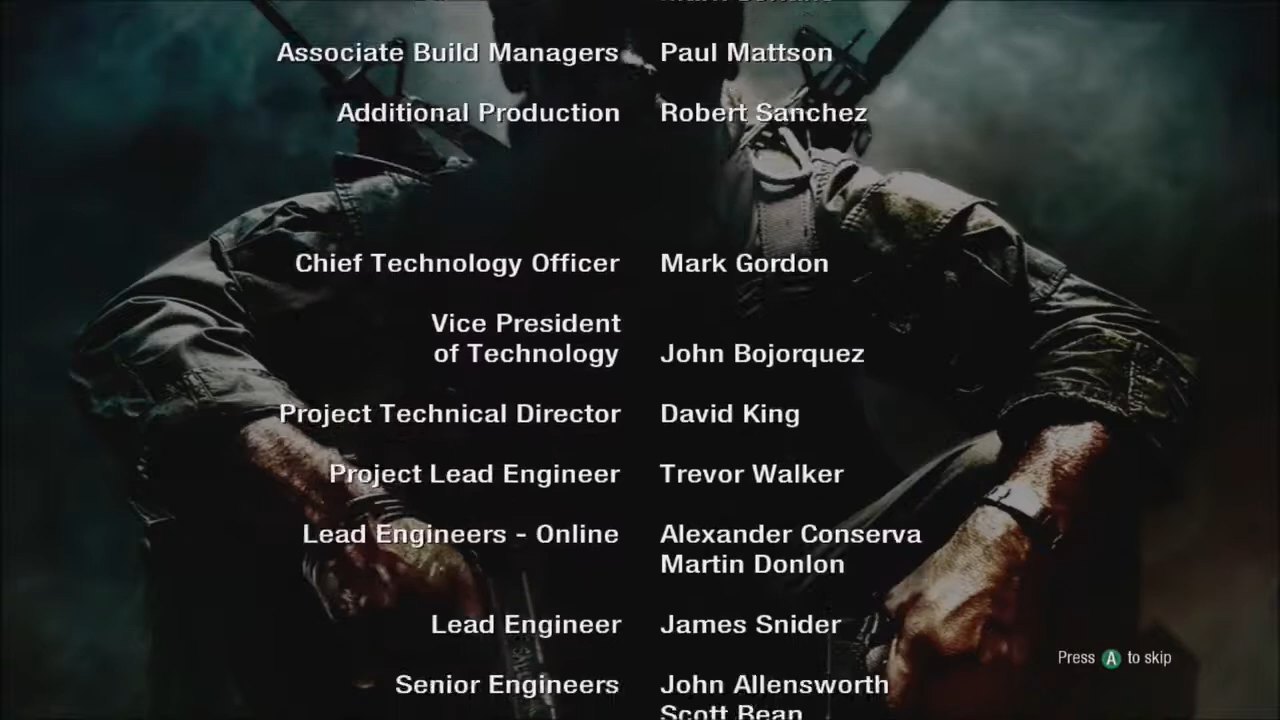 Associate Build Managers Paul Mattson
Additional Production Robert Sanchez
Chief Technology Officer Mark Gordon
Vice President
of Technology John Bojorquez
Project Technical Director David King
Project Lead Engineer Trevor Walker
Lead Engineers - Online Alexander Conserva
Martin Donlon
Lead Engineer James Snider
Press A to skip
Senior Engineers John Allensworth
Scott Bean